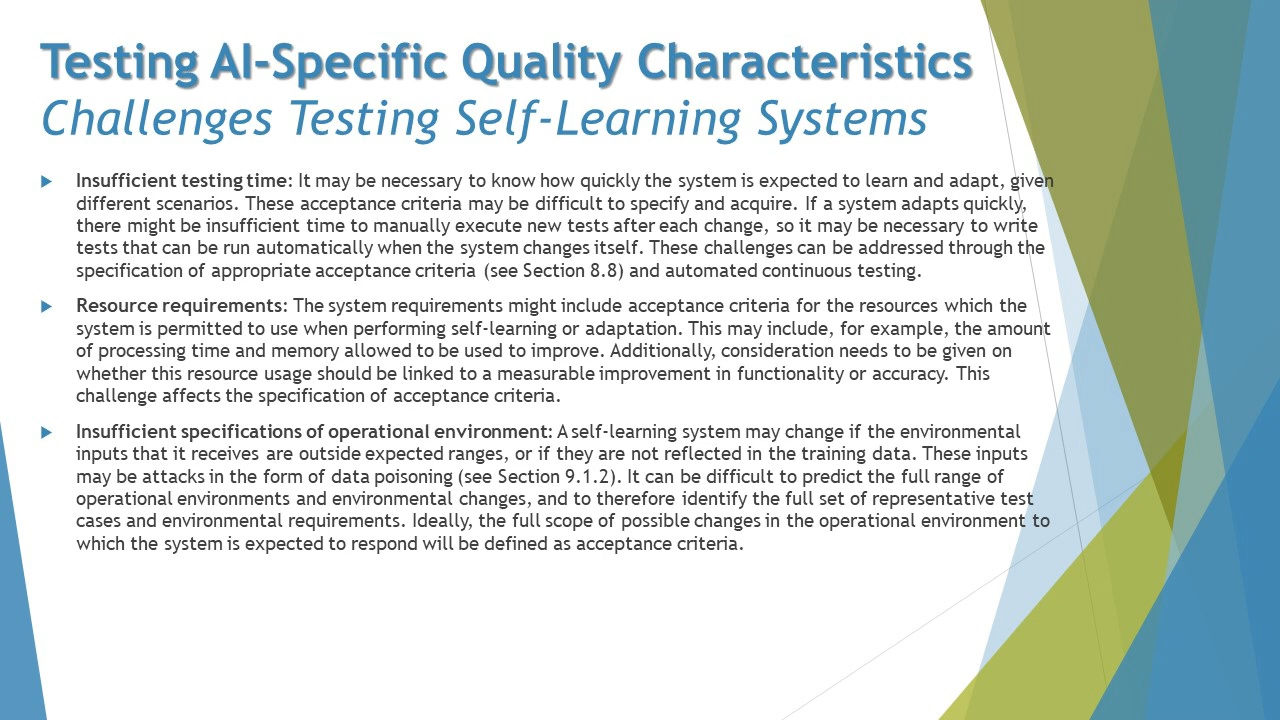 Testing AI-Specific Quality Characteristics
Challenges Testing Self-Learning Systems
Insufficient testing time: It may be necessary to know how quickly the system is expected to learn and adapt, given
different scenarios. These acceptance criteria may be difficult to specify and acquire. If a system adapts quickly,
there might be insufficient time to manually execute new tests after each change, so it may be necessary to write
tests that can be run automatically when the system changes itself. These challenges can be addressed through the
specification of appropriate acceptance criteria (see Section 8.8) and automated continuous testing.
Resource requirements: The system requirements might include acceptance criteria for the resources which the
system is permitted to use when performing self-learning or adaptation. This may include, for example, the amount
of processing time and memory allowed to be used to improve. Additionally, consideration needs to be given on
whether this resource usage should be linked to a measurable improvement in functionality or accuracy. This
challenge affects the specification of acceptance criteria.
Insufficient specifications of operational environment: A self-learning system may change if the environmental
inputs that it receives are outside expected ranges, or if they are not reflected in the training data. These inputs
may be attacks in the form of data poisoning (see Section 9.1.2). It can be difficult to predict the full range of
operational environments and environmental changes, and to therefore identify the full set of representative test
cases and environmental requirements. Ideally, the full scope of possible changes in the operational environment to
which the system is expected to respond will be defined as acceptance criteria.